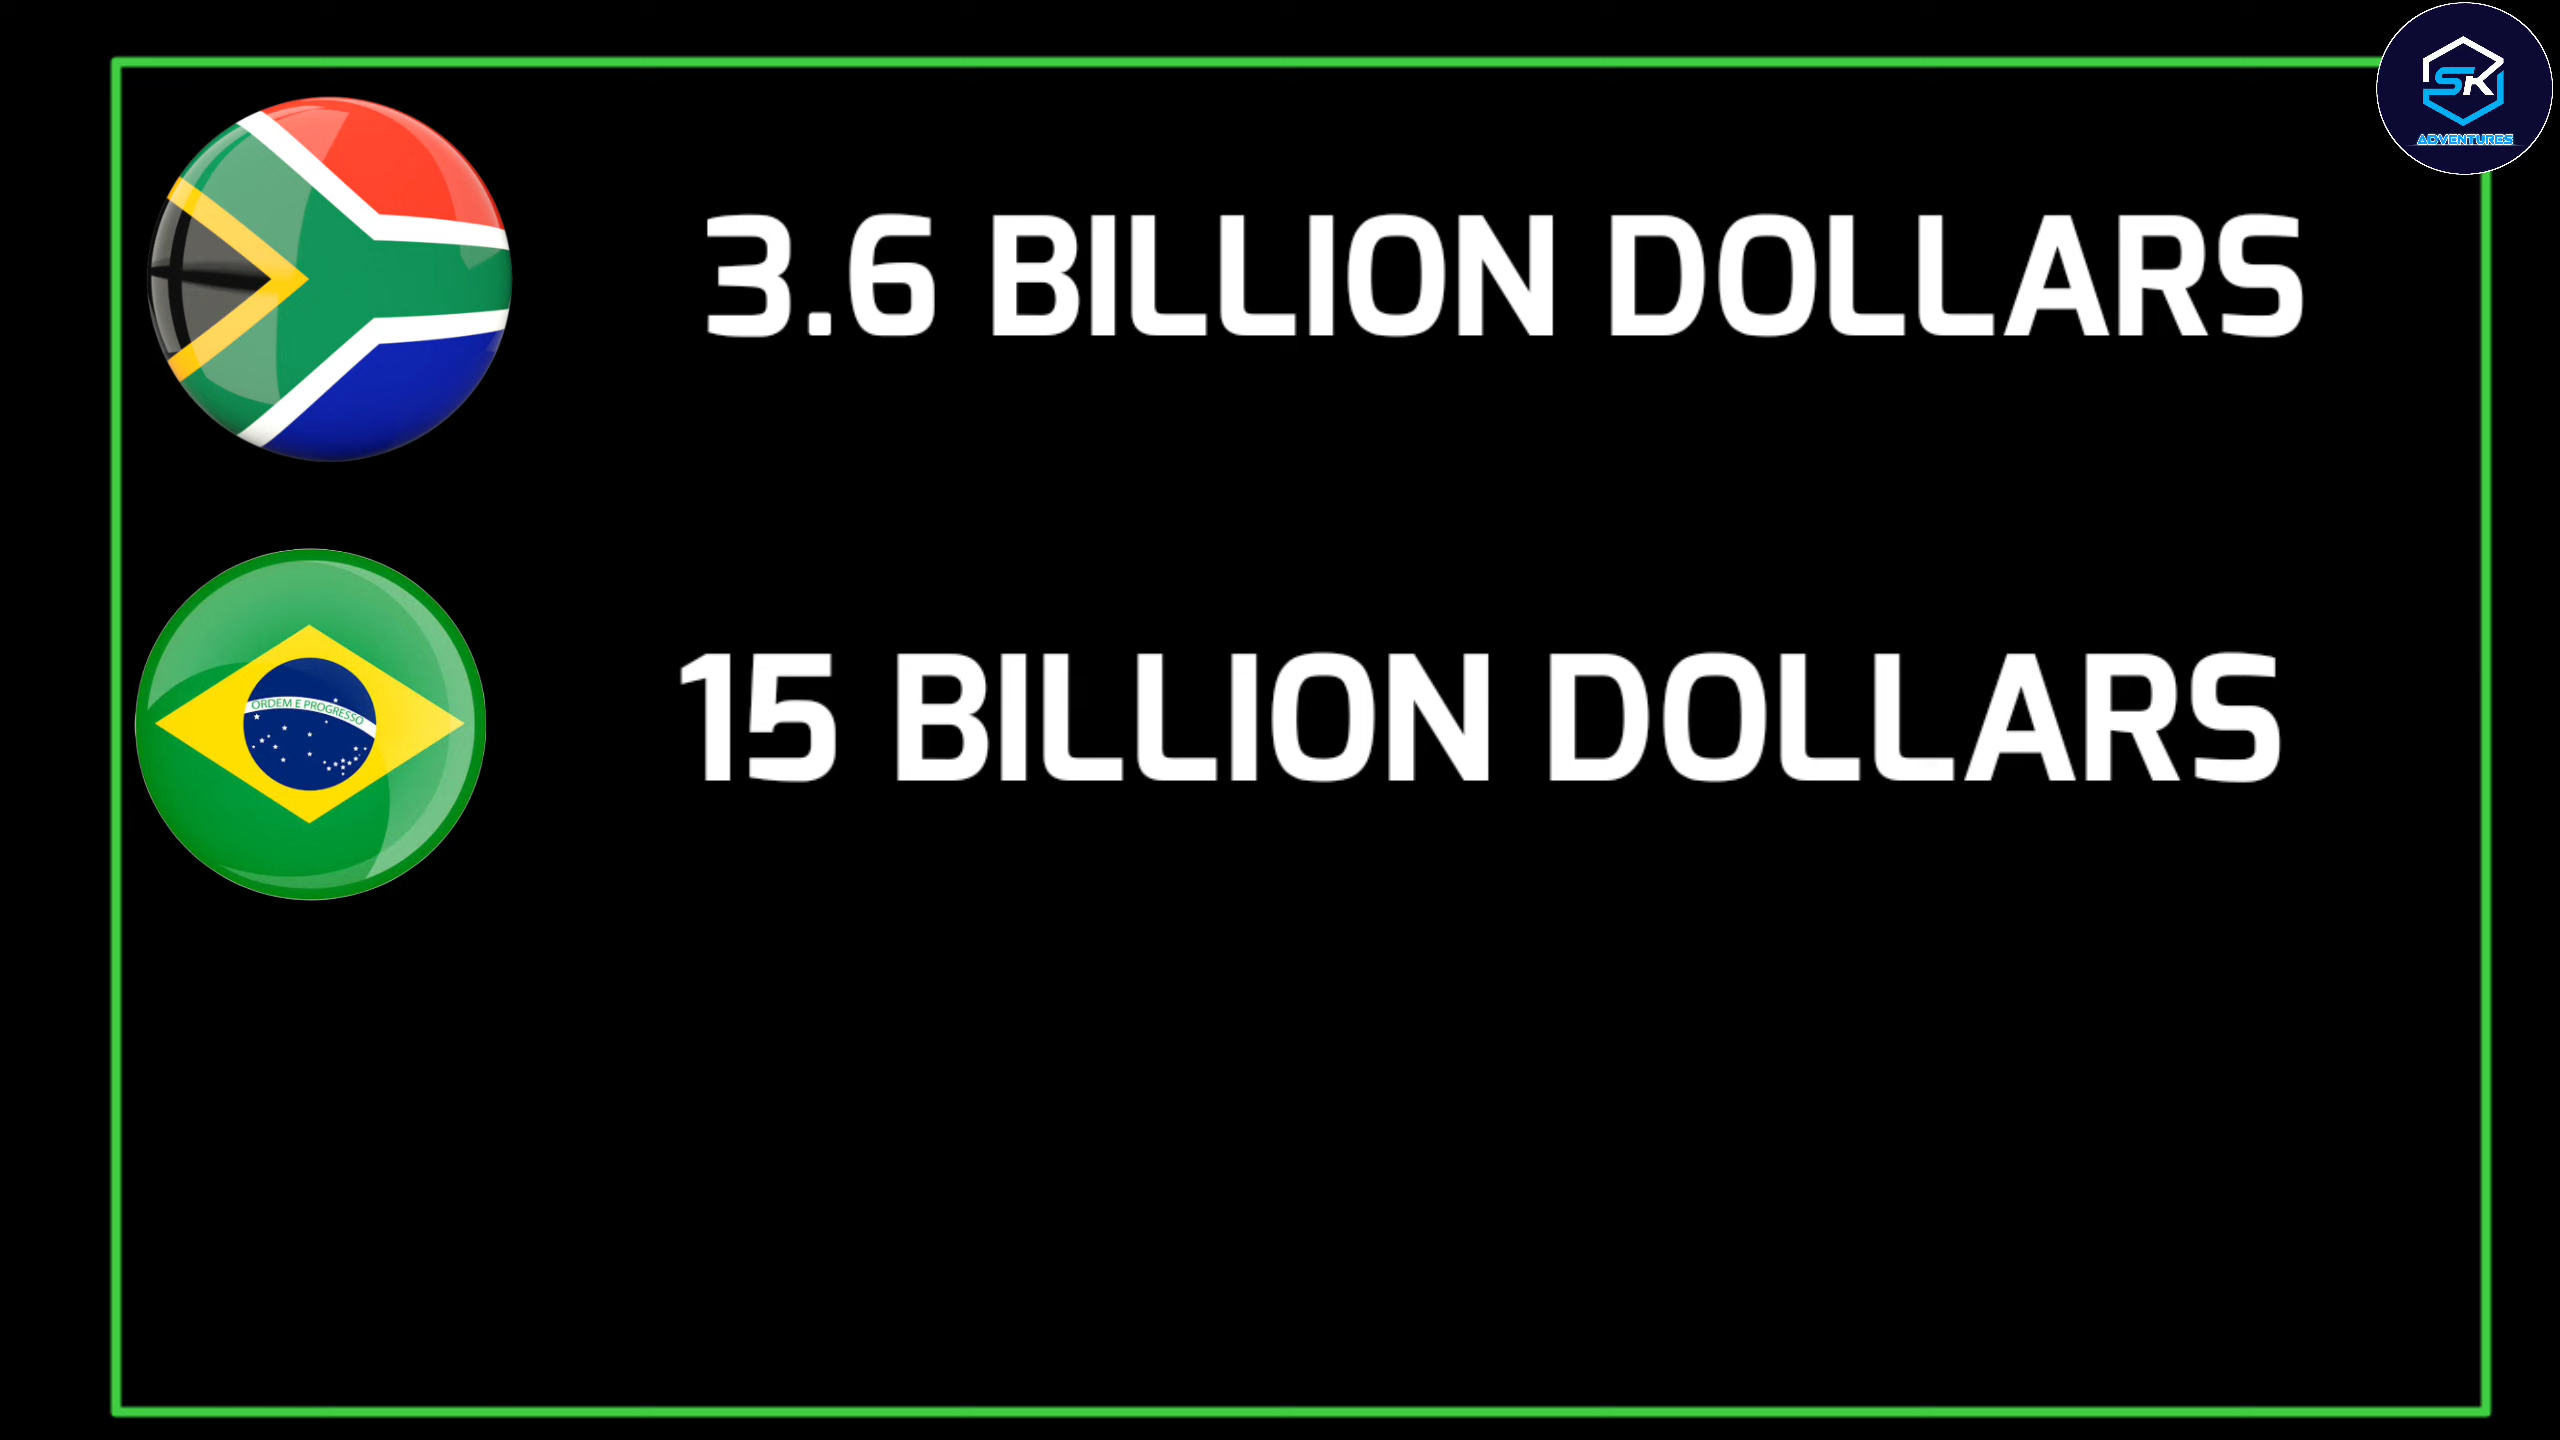 SK
ADVENTURES
3.6 BILLION DOLLARS
ORDEM E PROGRESSO
15 BILLION DOLLARS